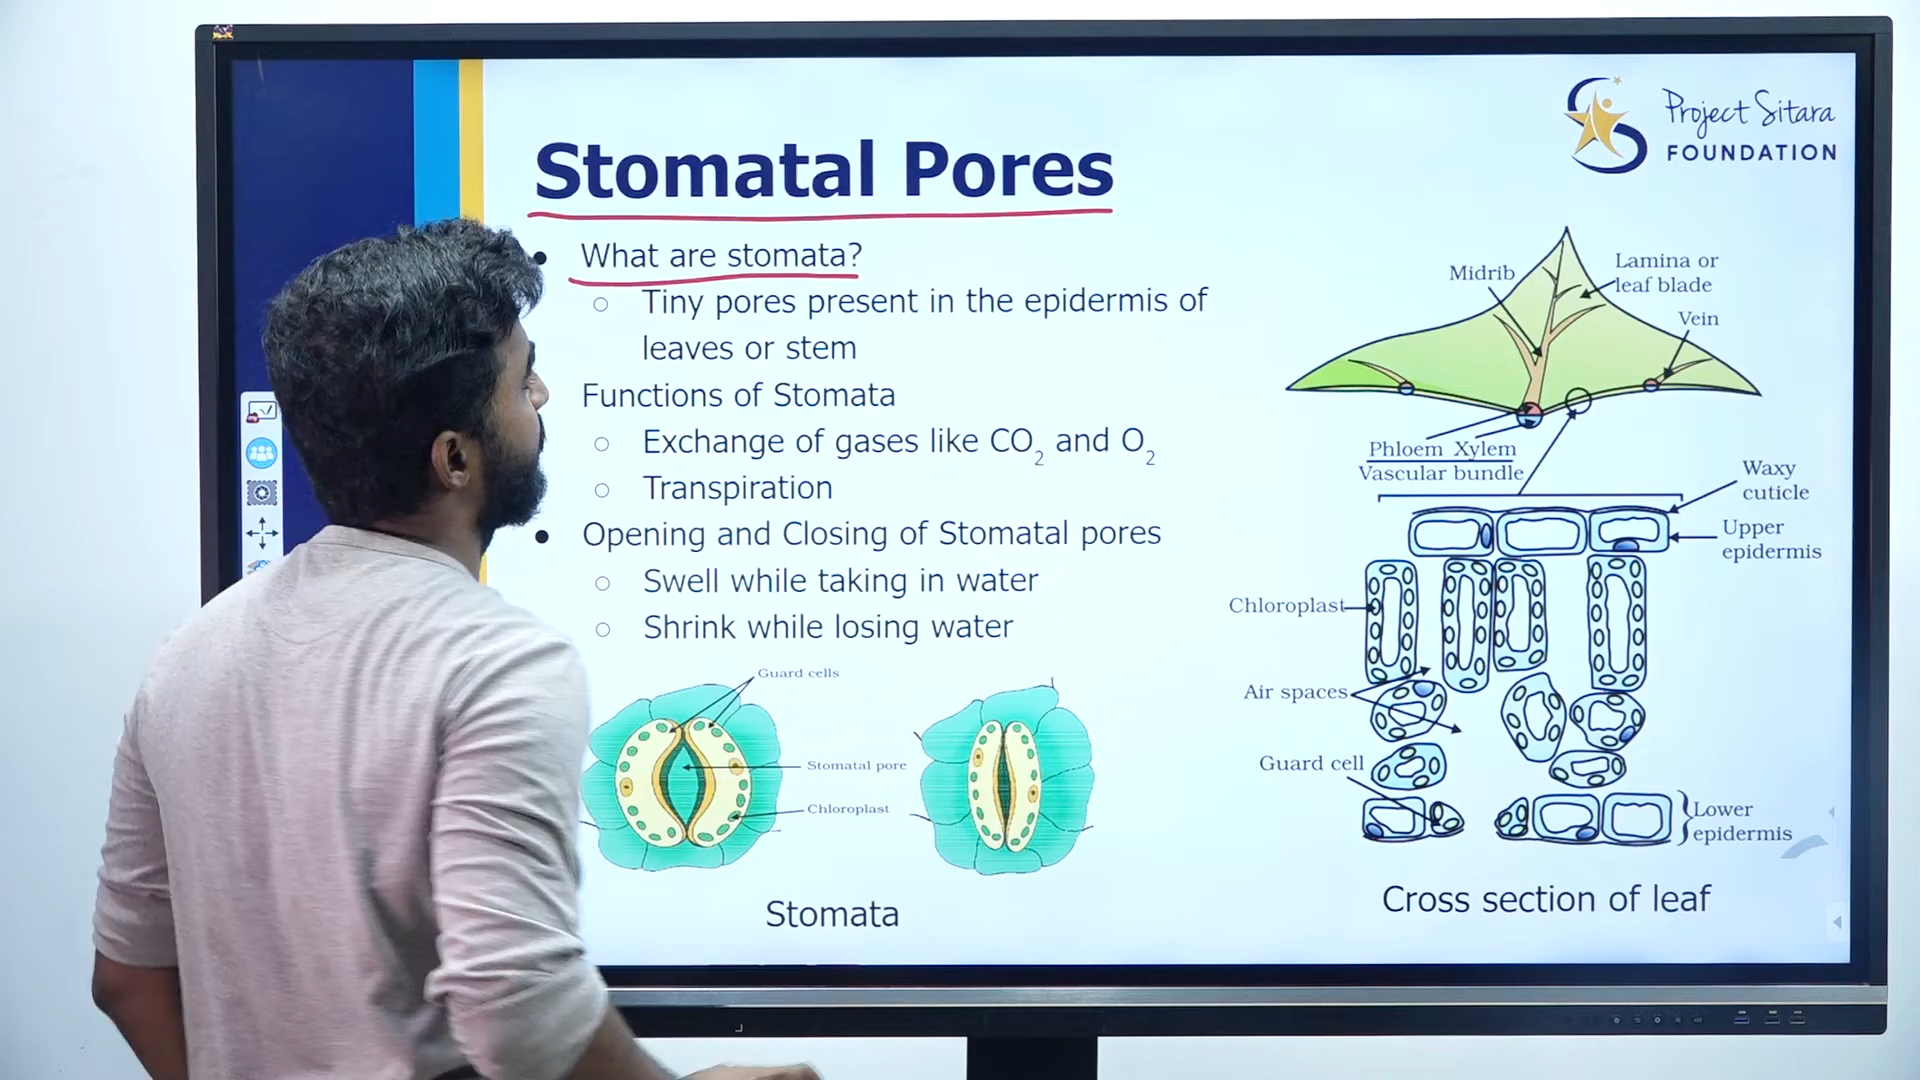 Project Sitara
FOUNDATION
Stomatal Pores
• What are stomata?
○ Tiny pores present in the epidermis of
leaves or stem
Functions of Stomata
○ Exchange of gases like CO₂ and O₂
○ Transpiration
• Opening and Closing of Stomatal pores
○ Swell while taking in water
○ Shrink while losing water
Guard cells
Stomatal pore
Chloroplast
Stomata
Midrib
Lamina or
leaf blade
Vein
Phloem Xylem
Vascular bundle
Waxy
cuticle
Upper
epidermis
Chloroplast
Air spaces
Guard cell
Lower
epidermis
Cross section of leaf